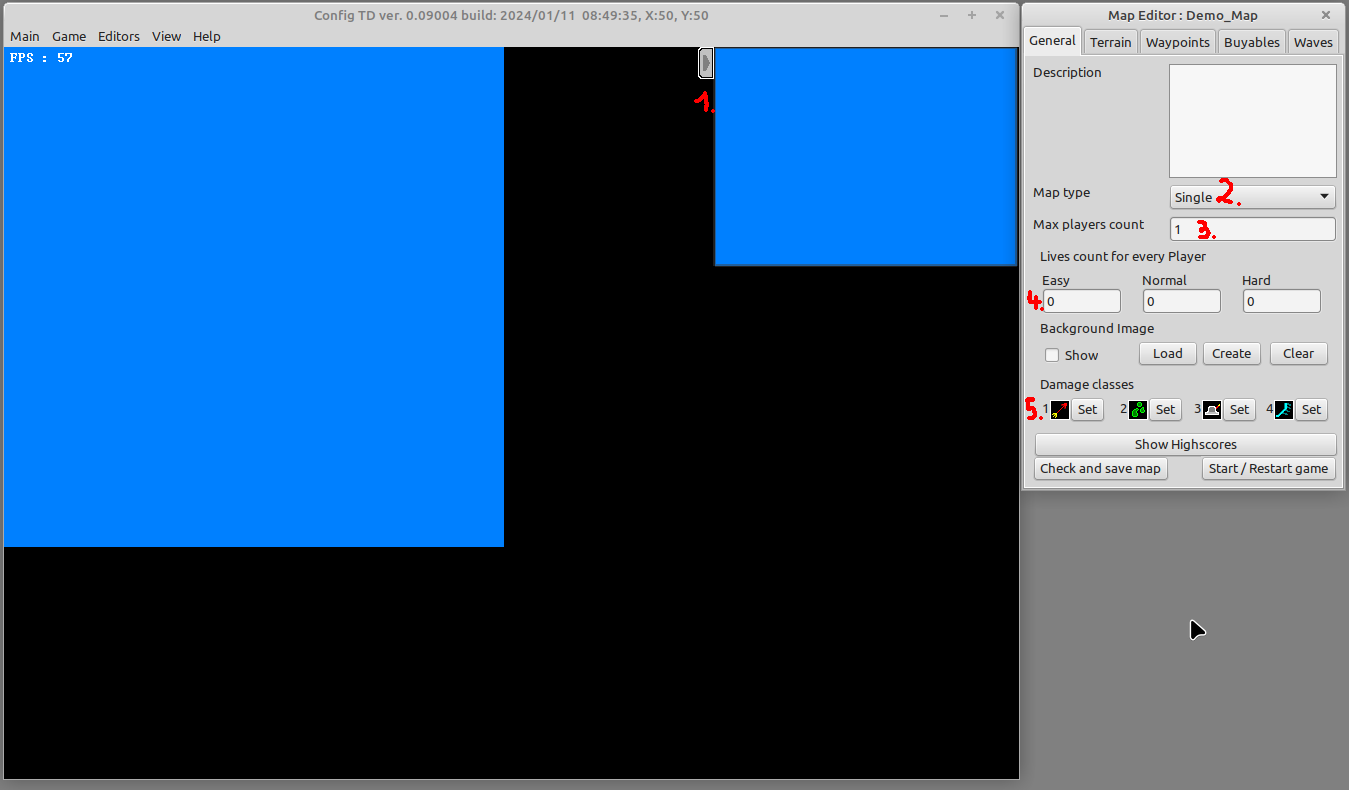 Config TD ver. 0.09004 build: 2024/01/11 08:49:35, X:50, Y:50
Main Game Editors View Help
FPS : 57
1.
Map Editor : Demo_Map
General Terrain Waypoints Buyables Waves
Description
Map type Single 2.
Max players count 1 3.
Lives count for every Player
Easy Normal Hard
4. 0 0 0
Background Image
Show Load Create Clear
Damage classes
5. 1 Set 2 Set 3 Set 4 Set
Show Highscores
Check and save map Start / Restart game